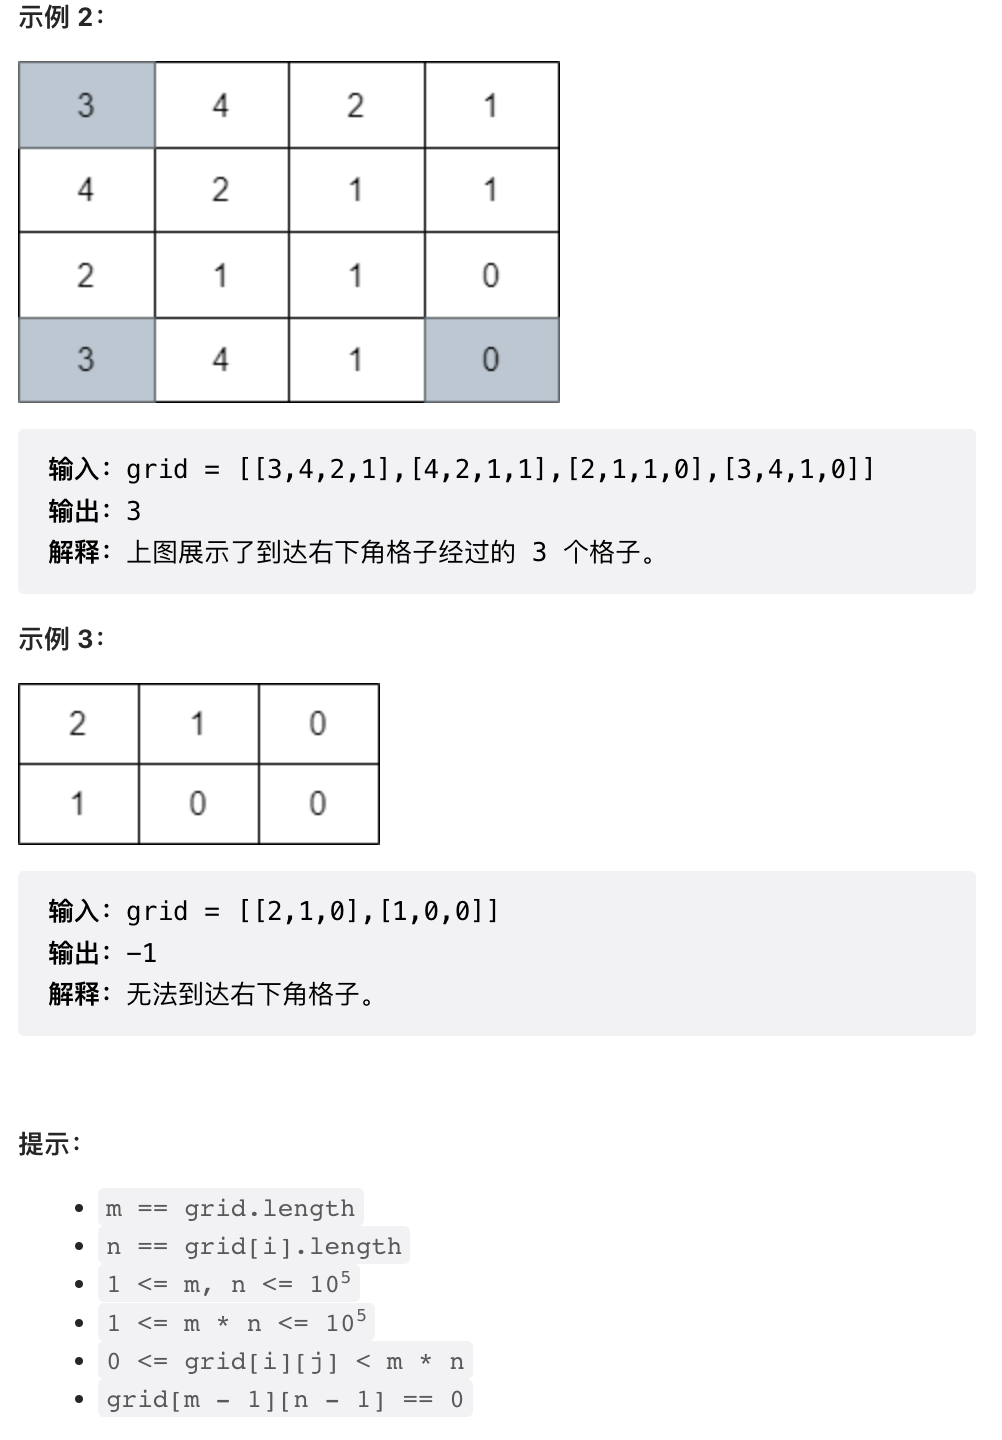 示例 2：
3 4 2 1
4 2 1 1
2 1 1 0
3 4 1 0
输入：grid = [[3,4,2,1],[4,2,1,1],[2,1,1,0],[3,4,1,0]]
输出：3
解释：上图展示了到达右下角格子经过的 3 个格子。
示例 3：
2 1 0
1 0 0
输入：grid = [[2,1,0],[1,0,0]]
输出：-1
解释：无法到达右下角格子。
提示：
• m == grid.length
• n == grid[i].length
• 1 <= m, n <= 10⁵
• 1 <= m * n <= 10⁵
• 0 <= grid[i][j] < m * n
• grid[m - 1][n - 1] == 0